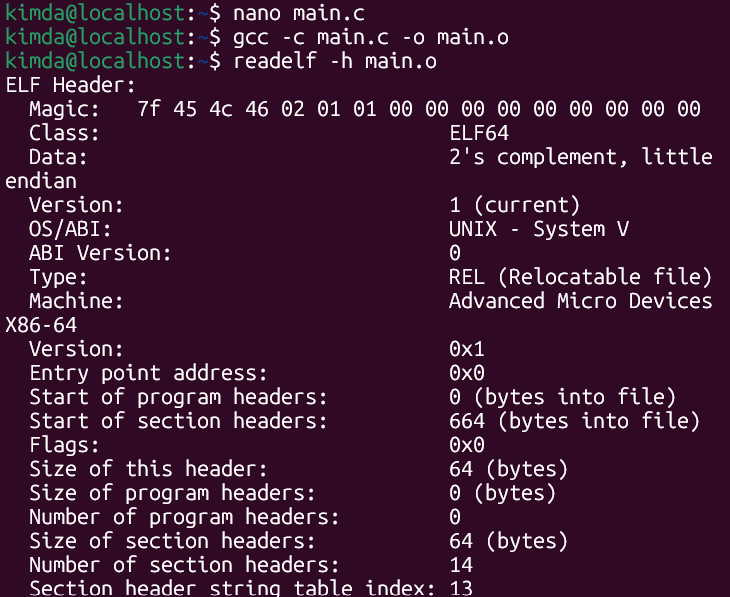 kimda@localhost:~$ nano main.c
kimda@localhost:~$ gcc -c main.c -o main.o
kimda@localhost:~$ readelf -h main.o
ELF Header:
  Magic:   7f 45 4c 46 02 01 01 00 00 00 00 00 00 00 00 00
  Class:                             ELF64
  Data:                              2's complement, little
endian
  Version:                           1 (current)
  OS/ABI:                            UNIX - System V
  ABI Version:                       0
  Type:                              REL (Relocatable file)
  Machine:                           Advanced Micro Devices
X86-64
  Version:                           0x1
  Entry point address:               0x0
  Start of program headers:          0 (bytes into file)
  Start of section headers:          664 (bytes into file)
  Flags:                             0x0
  Size of this header:               64 (bytes)
  Size of program headers:           0 (bytes)
  Number of program headers:         0
  Size of section headers:           64 (bytes)
  Number of section headers:         14
  Section header string table index: 13